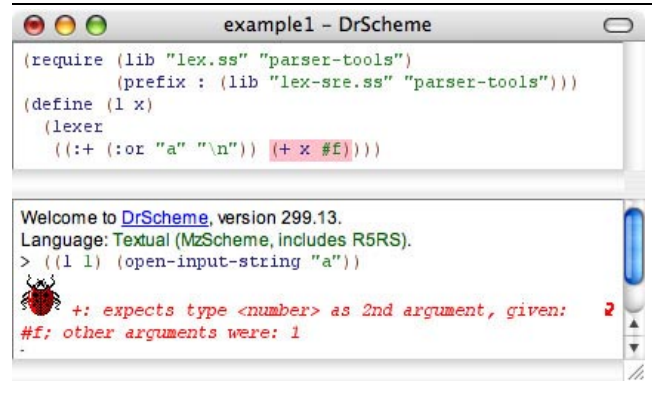 example1 – DrScheme
(require (lib "lex.ss" "parser-tools")
(prefix : (lib "lex-sre.ss" "parser-tools")))
(define (l x)
(lexer
((:+ (:or "a" "\n")) (+ x #f))))
Welcome to DrScheme, version 299.13.
Language: Textual (MzScheme, includes R5RS).
> ((l 1) (open-input-string "a"))
+: expects type <number> as 2nd argument, given:
#f; other arguments were: 1